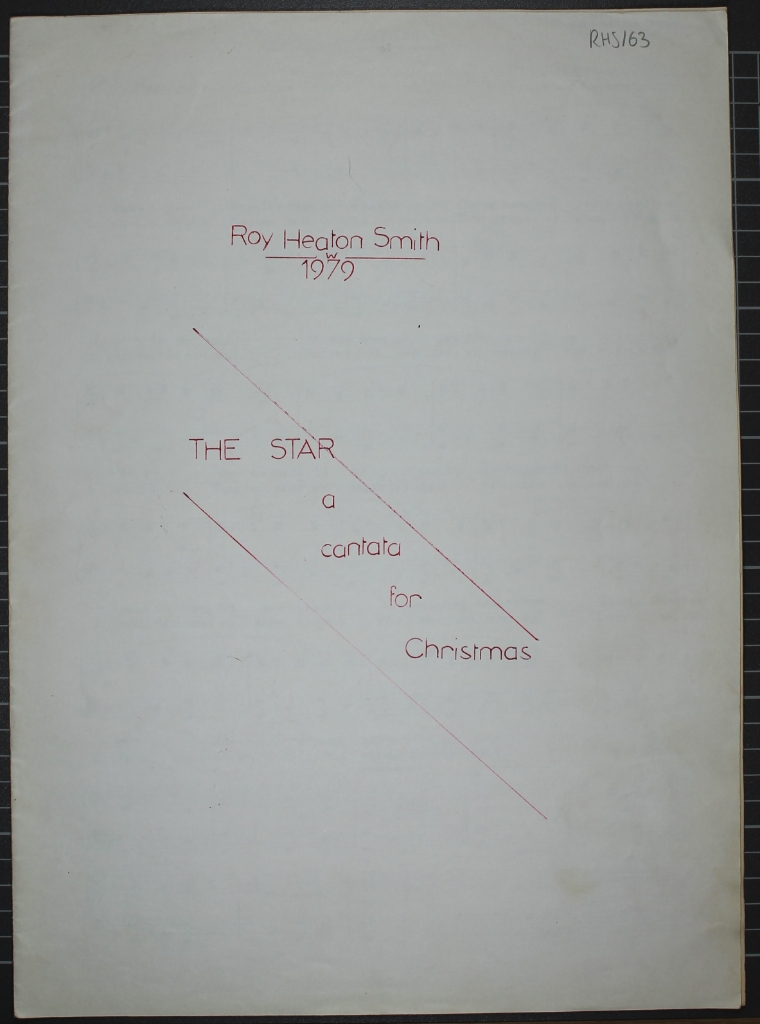 RHS/63
Roy Heaton Smith
W
1979
THE STAR
a
cantata
for
Christmas